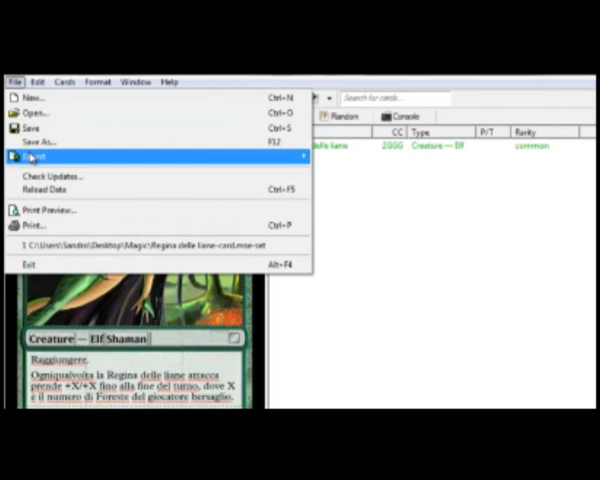 File Edit Cards Format Window Help
New... Ctrl+N
Open... Ctrl+O
Save Ctrl+S
Save As... F12
Check Updates...
Reload Data Ctrl+F5
Print Preview...
Print... Ctrl+P
1 C:\Users\Sandro\Desktop\Magic\Regina delle liane-card.mse-set
Exit Alt+F4
Search for cards...
Random Console
CC Type P/T Rarity
delle liane 2GGG Creature — Elf common
Creature — Elf Shaman
Raggiungere.
Ogniqualvolta la Regina delle liane attacca
prende +X/+X fino alla fine del turno, dove X
è il numero di Foreste del giocatore bersaglio.